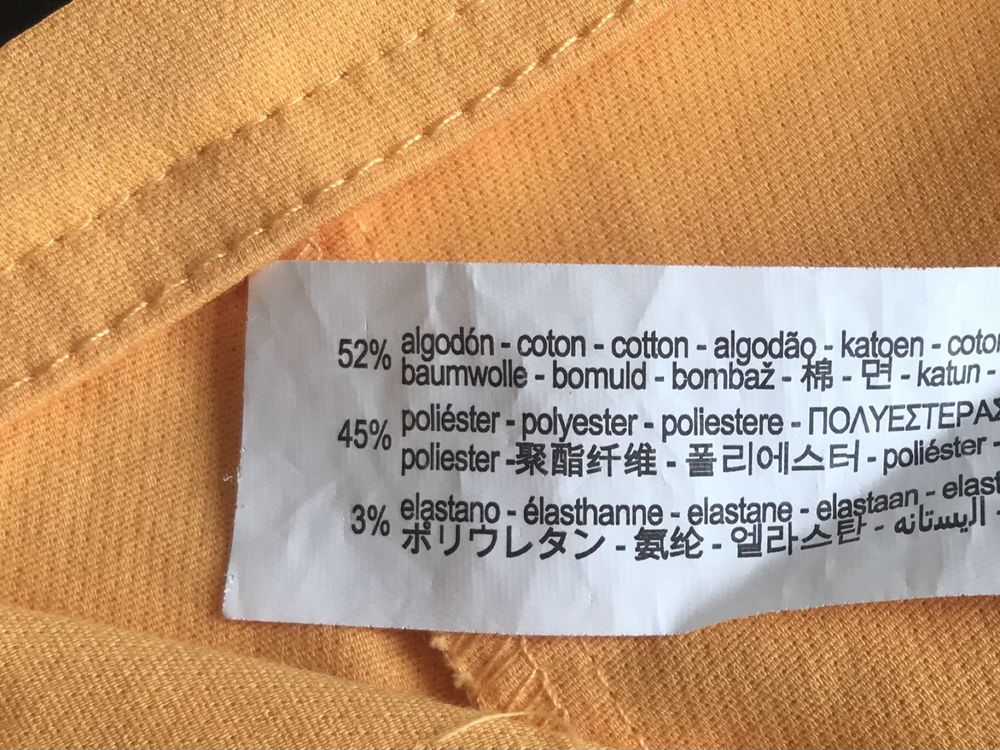 52% algodón - coton - cotton - algodão - katoen -
baumwolle - bomuld - bombaž - 棉 - 면 - katun -
45% poliéster - polyester - poliestere - ΠΟΛΥΕΣΤΕΡΑΣ
poliester -聚酯纤维 - 폴리에스터 - poliéster -
3% elastano - élasthanne - elastane - elastaan -
ポリウレタン - 氨纶 - 엘라스탄 - اليستانه -